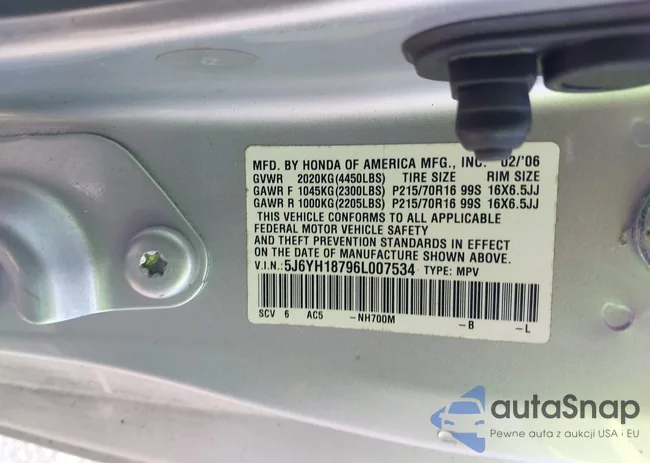 MFD. BY HONDA OF AMERICA MFG., INC. 02/'06
GVWR 2020KG(4450LBS) TIRE SIZE RIM SIZE
GAWR F 1045KG(2300LBS) P215/70R16 99S 16X6.5JJ
GAWR R 1000KG(2205LBS) P215/70R16 99S 16X6.5JJ
THIS VEHICLE CONFORMS TO ALL APPLICABLE
FEDERAL MOTOR VEHICLE SAFETY
AND THEFT PREVENTION STANDARDS IN EFFECT
ON THE DATE OF MANUFACTURE SHOWN ABOVE.
V.I.N.:5J6YH18796L007534 TYPE: MPV
SCV 6 AC5 -NH700M -B -L
autaSnap
Pewne auta z aukcji USA i EU